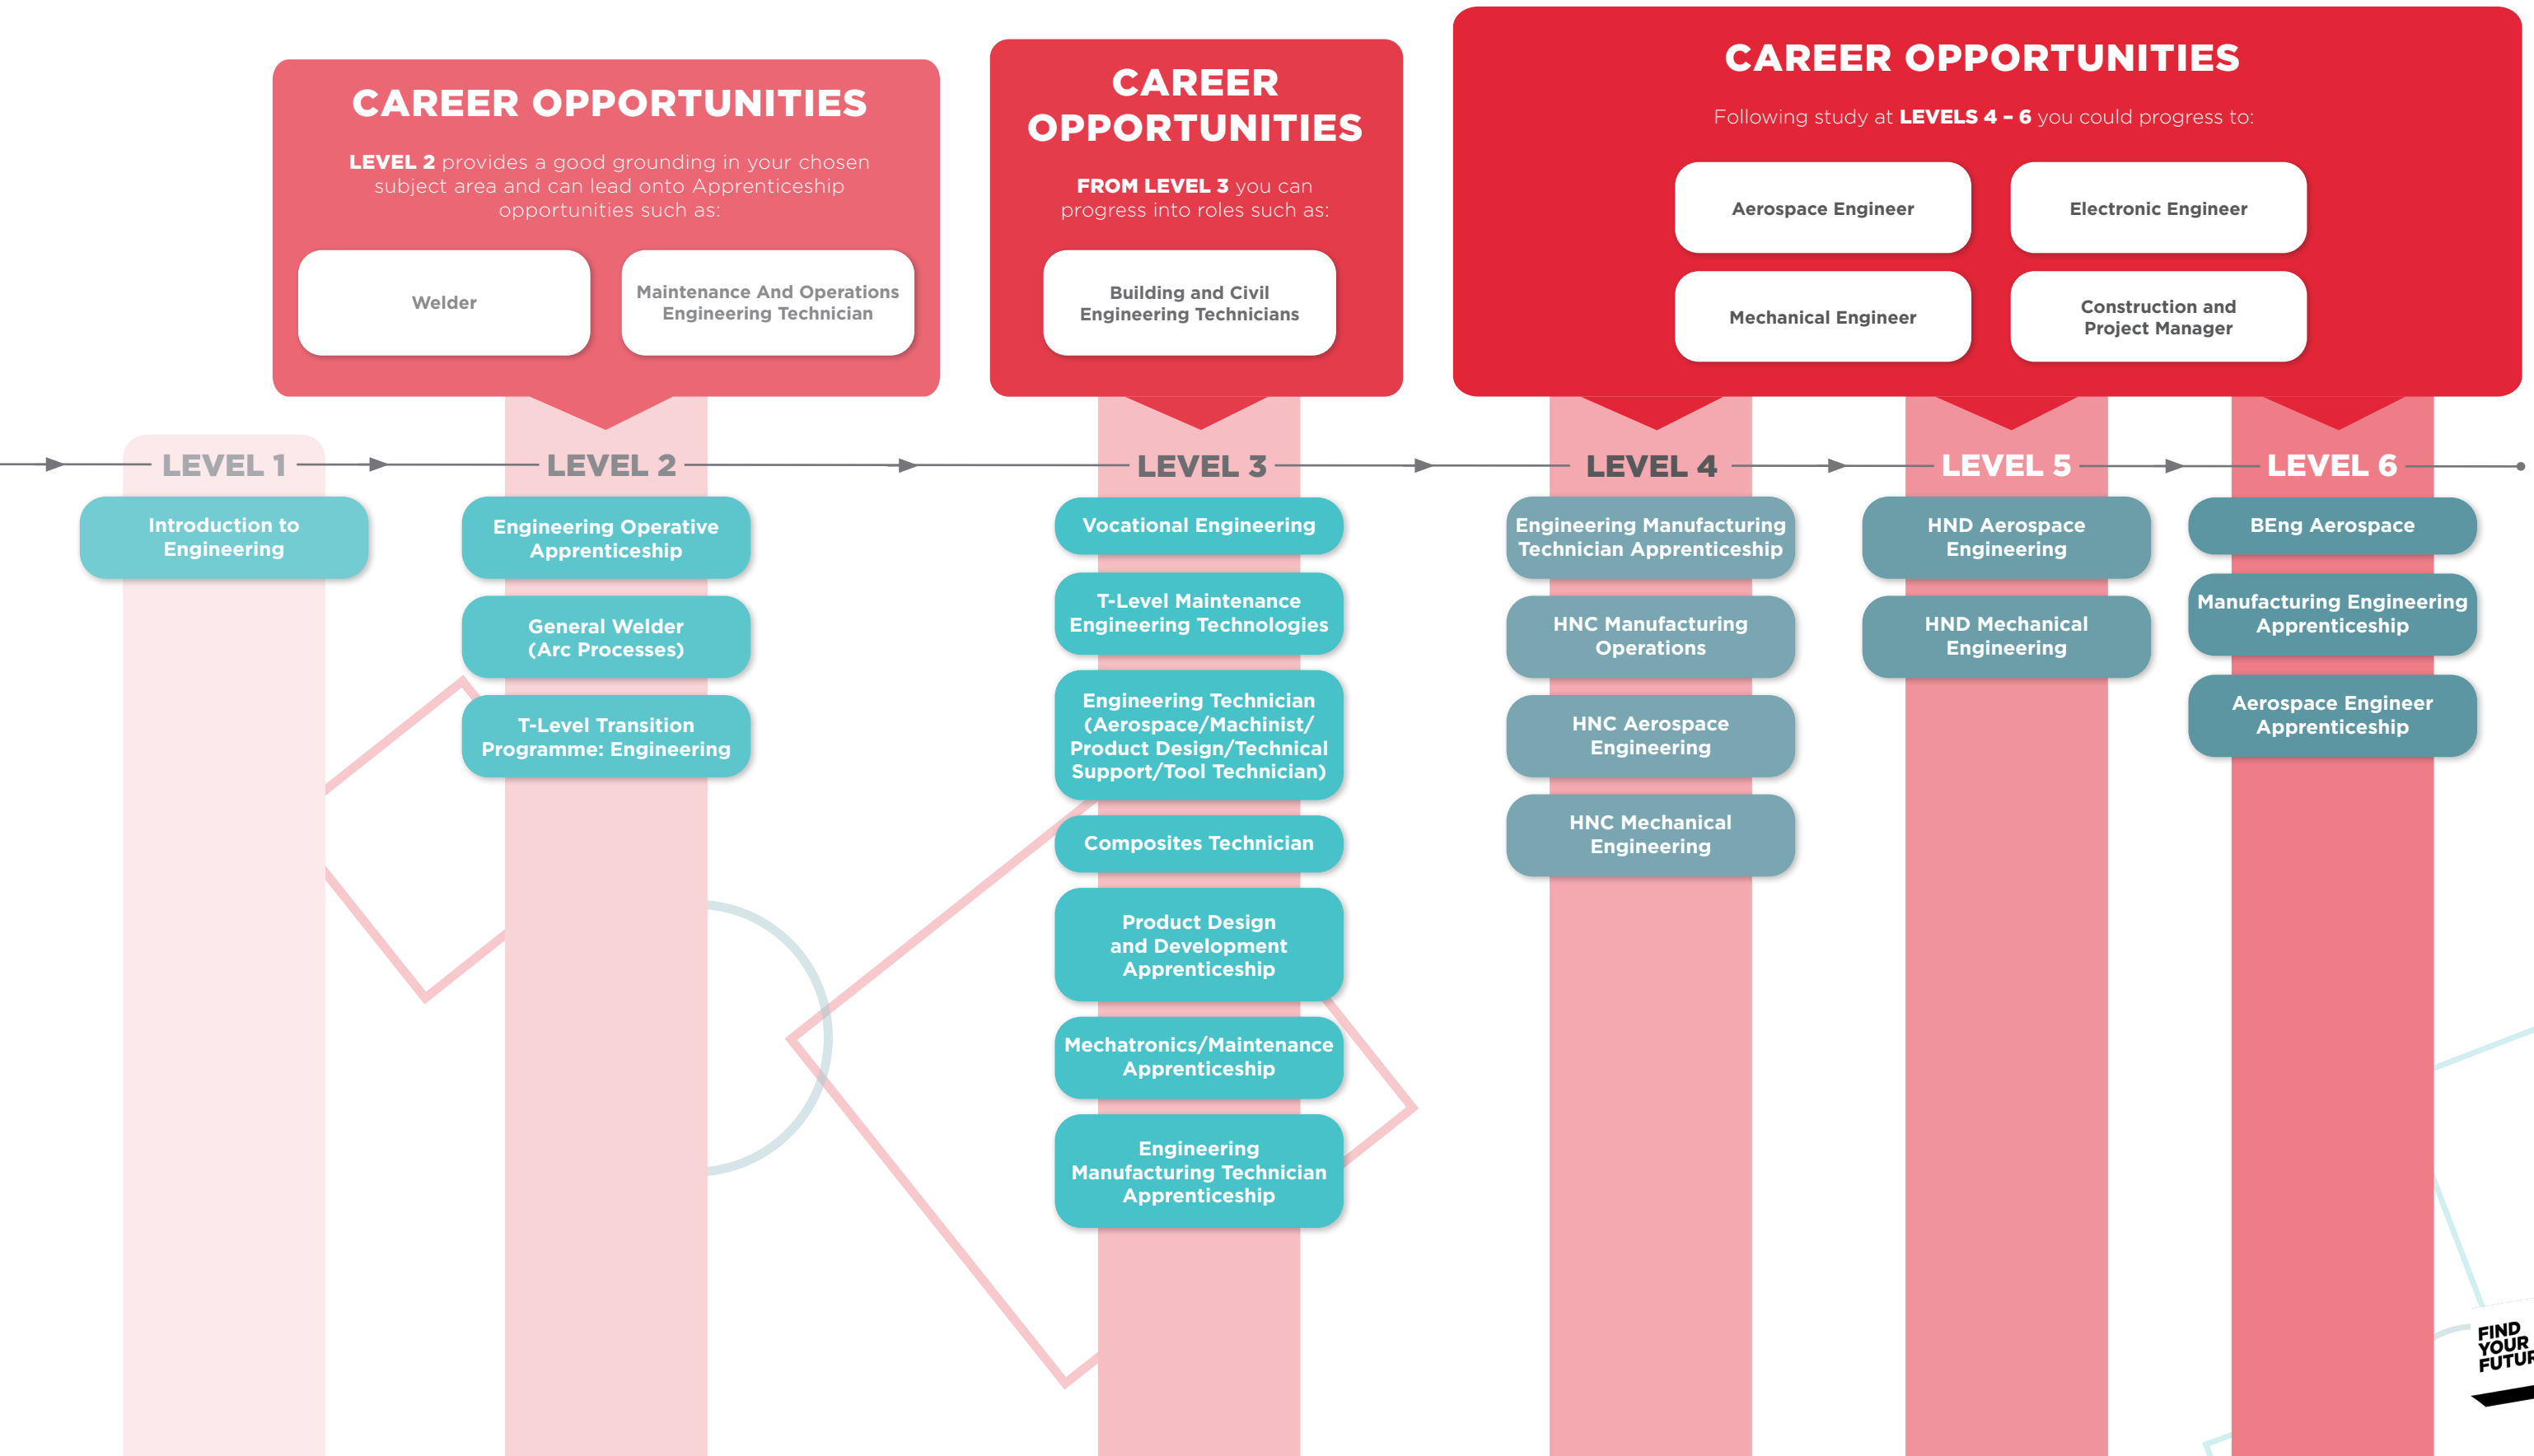 CAREER OPPORTUNITIES
LEVEL 2 provides a good grounding in your chosen
subject area and can lead onto Apprenticeship
opportunities such as:
Welder
Maintenance And Operations
Engineering Technician
CAREER
OPPORTUNITIES
FROM LEVEL 3 you can
progress into roles such as:
Building and Civil
Engineering Technicians
CAREER OPPORTUNITIES
Following study at LEVELS 4 – 6 you could progress to:
Aerospace Engineer
Electronic Engineer
Mechanical Engineer
Construction and
Project Manager
LEVEL 1
Introduction to
Engineering
LEVEL 2
Engineering Operative
Apprenticeship
General Welder
(Arc Processes)
T-Level Transition
Programme: Engineering
LEVEL 3
Vocational Engineering
T-Level Maintenance
Engineering Technologies
Engineering Technician
(Aerospace/Machinist/
Product Design/Technical
Support/Tool Technician)
Composites Technician
Product Design
and Development
Apprenticeship
Mechatronics/Maintenance
Apprenticeship
Engineering
Manufacturing Technician
Apprenticeship
LEVEL 4
Engineering Manufacturing
Technician Apprenticeship
HNC Manufacturing
Operations
HNC Aerospace
Engineering
HNC Mechanical
Engineering
LEVEL 5
HND Aerospace
Engineering
HND Mechanical
Engineering
LEVEL 6
BEng Aerospace
Manufacturing Engineering
Apprenticeship
Aerospace Engineer
Apprenticeship
FIND
YOUR